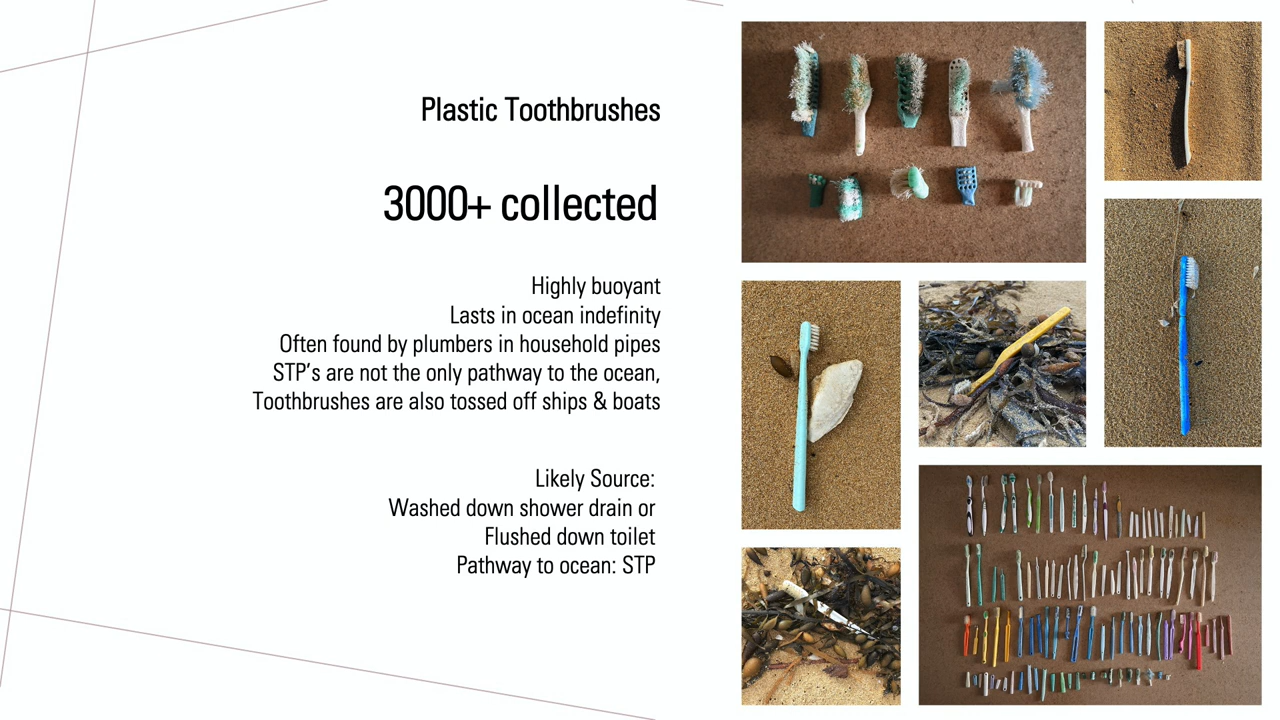 Plastic Toothbrushes
3000+ collected
Highly buoyant
Lasts in ocean indefinity
Often found by plumbers in household pipes
STP's are not the only pathway to the ocean,
Toothbrushes are also tossed off ships & boats
Likely Source:
Washed down shower drain or
Flushed down toilet
Pathway to ocean: STP